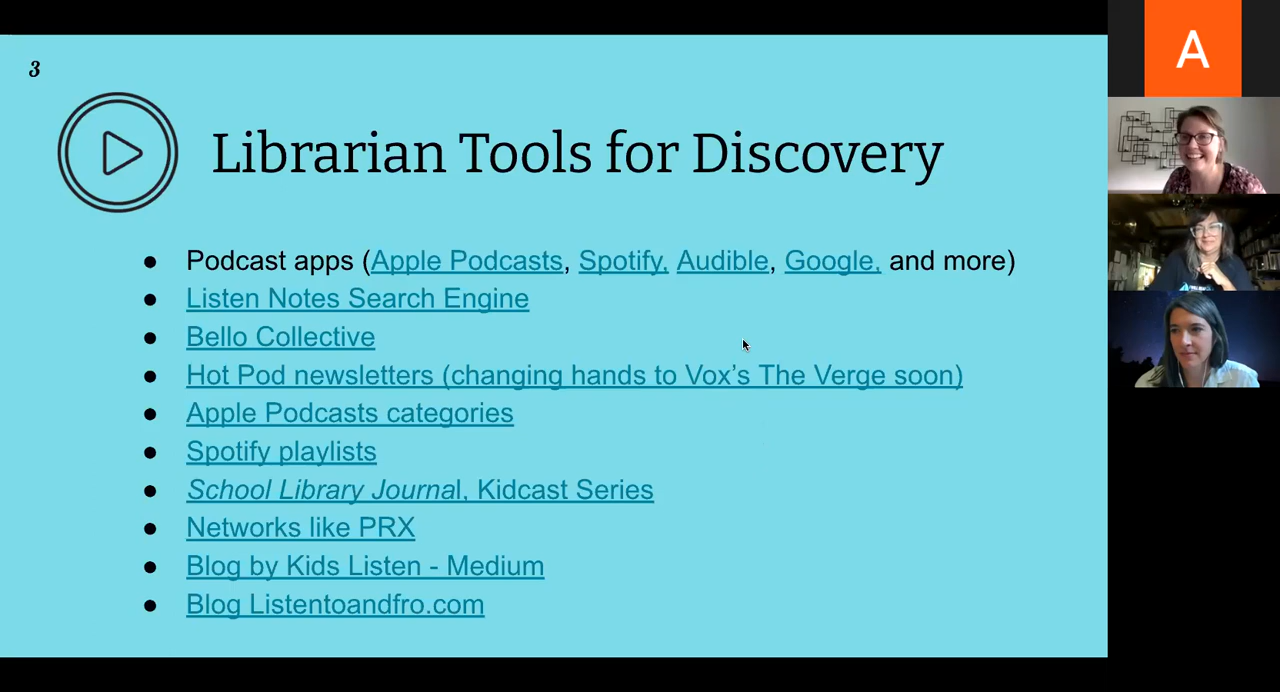 3
Librarian Tools for Discovery
● Podcast apps (Apple Podcasts, Spotify, Audible, Google, and more)
● Listen Notes Search Engine
● Bello Collective
● Hot Pod newsletters (changing hands to Vox’s The Verge soon)
● Apple Podcasts categories
● Spotify playlists
● School Library Journal, Kidcast Series
● Networks like PRX
● Blog by Kids Listen - Medium
● Blog Listentoandfro.com
A